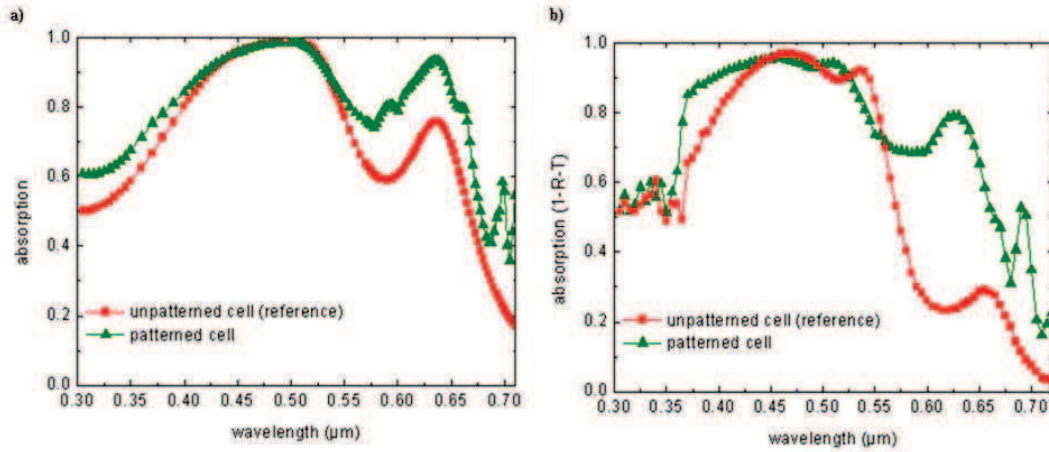 a)
1.0
0.8
0.6
0.4
0.2
0.0
absorption
unpatterned cell (reference)
patterned cell
0.30 0.35 0.40 0.45 0.50 0.55 0.60 0.65 0.70
wavelength (µm)
b)
1.0
0.8
0.6
0.4
0.2
0.0
absorption (1-R-T)
unpatterned cell (reference)
patterned cell
0.30 0.35 0.40 0.45 0.50 0.55 0.60 0.65 0.70
wavelength (µm)